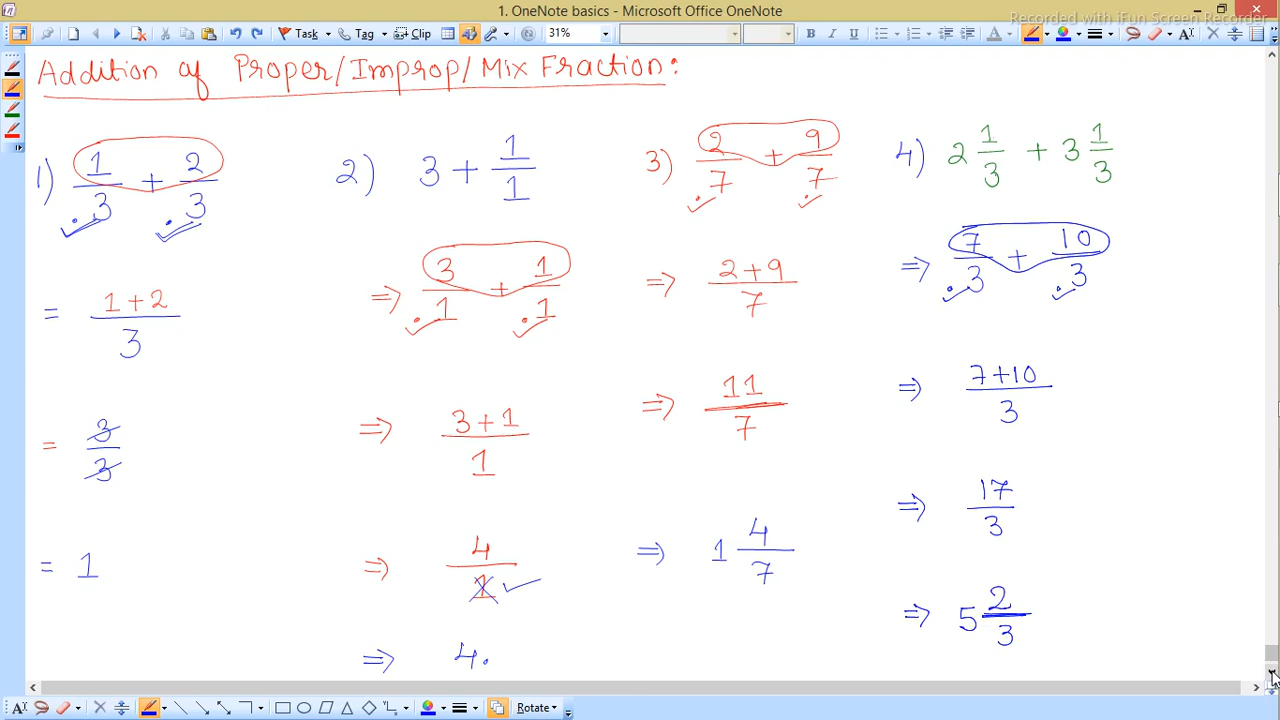 1. OneNote basics - Microsoft Office OneNote
Recorded with iFun Screen Recorder
Task Tag Clip 31% B I U A
Addition of Proper/Improp/Mix Fraction:
1) 1/3 + 2/3
= 1+2/3
= 3/3
= 1
2) 3 + 1/1
⇒ 3/1 + 1/1
⇒ 3+1/1
⇒ 4/1
⇒ 4.
3) 2/7 + 9/7
⇒ 2+9/7
⇒ 11/7
⇒ 1 4/7
4) 2 1/3 + 3 1/3
⇒ 7/3 + 10/3
⇒ 7+10/3
⇒ 17/3
⇒ 5 2/3
Rotate